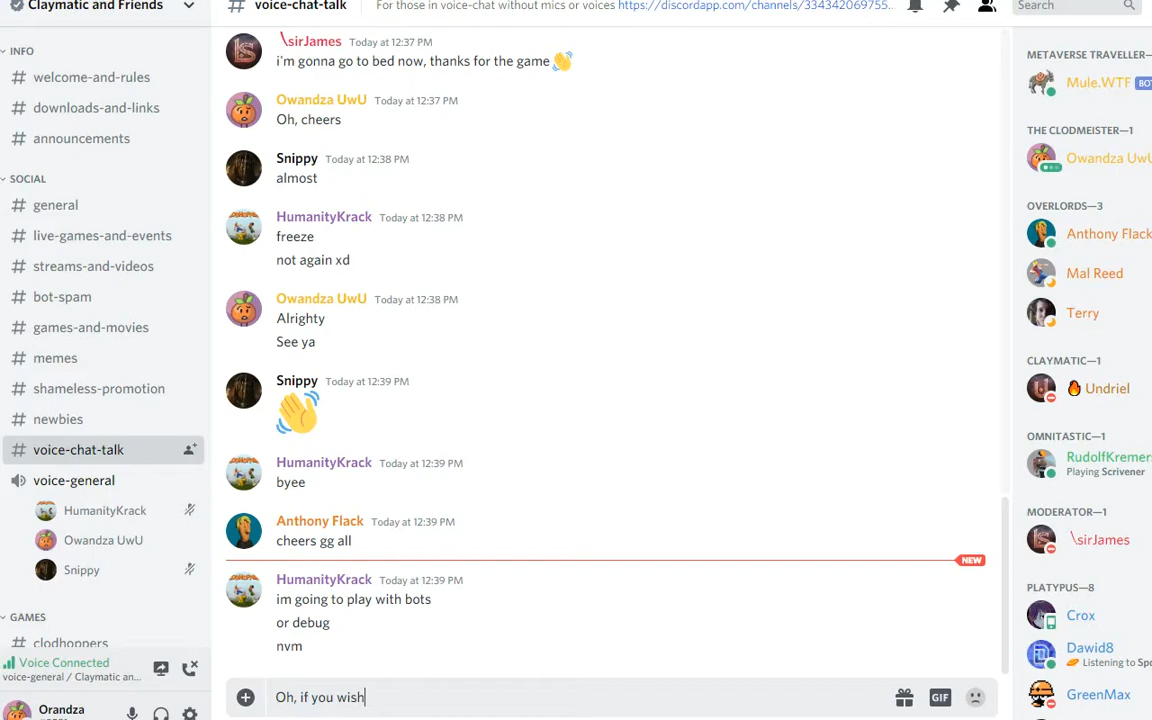 Claymatic and Friends
voice-chat-talk
For those in voice-chat without mics or voices https://discordapp.com/channels/334342069755...
Search
INFO
welcome-and-rules
downloads-and-links
announcements
SOCIAL
general
live-games-and-events
streams-and-videos
bot-spam
games-and-movies
memes
shameless-promotion
newbies
voice-chat-talk
voice-general
HumanityKrack
Owandza UwU
Snippy
GAMES
clodhoppers
Voice Connected
voice-general / Claymatic an...
Orandza
\sirJames Today at 12:37 PM
i'm gonna go to bed now, thanks for the game 👋
Owandza UwU Today at 12:37 PM
Oh, cheers
Snippy Today at 12:38 PM
almost
HumanityKrack Today at 12:38 PM
freeze
not again xd
Owandza UwU Today at 12:38 PM
Alrighty
See ya
Snippy Today at 12:39 PM
👋
HumanityKrack Today at 12:39 PM
byee
Anthony Flack Today at 12:39 PM
cheers gg all
NEW
HumanityKrack Today at 12:39 PM
im going to play with bots
or debug
nvm
Oh, if you wish
GIF
METAVERSE TRAVELLER—
Mule.WTF BOT
THE CLODMEISTER—1
Owandza UwU
OVERLORDS—3
Anthony Flack
Mal Reed
Terry
CLAYMATIC—1
🔥 Undriel
OMNITASTIC—1
RudolfKremers
Playing Scrivener
MODERATOR—1
\sirJames
PLATYPUS—8
Crox
Dawid8
Listening to Spo
GreenMax